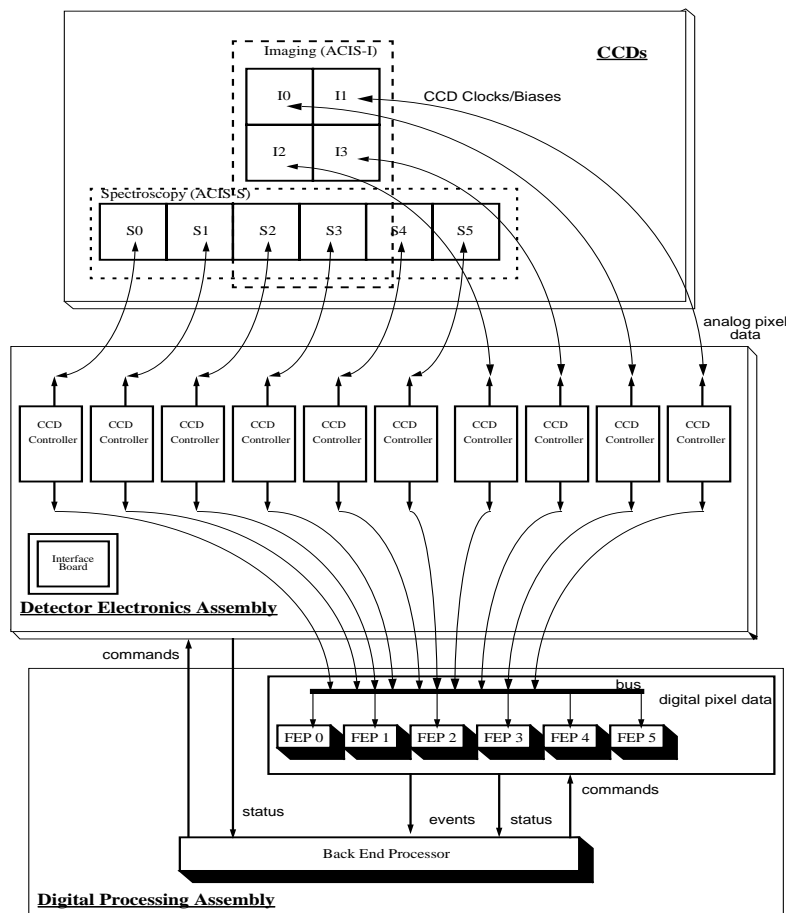 Imaging (ACIS-I)
CCDs
I0
I1
CCD Clocks/Biases
I2
I3
Spectroscopy (ACIS-S)
S0
S1
S2
S3
S4
S5
analog pixel
data
CCD
Controller
CCD
Controller
CCD
Controller
CCD
Controller
CCD
Controller
CCD
Controller
CCD
Controller
CCD
Controller
CCD
Controller
CCD
Controller
Interface
Board
Detector Electronics Assembly
commands
bus
digital pixel data
FEP 0
FEP 1
FEP 2
FEP 3
FEP 4
FEP 5
commands
status
events
status
Back End Processor
Digital Processing Assembly